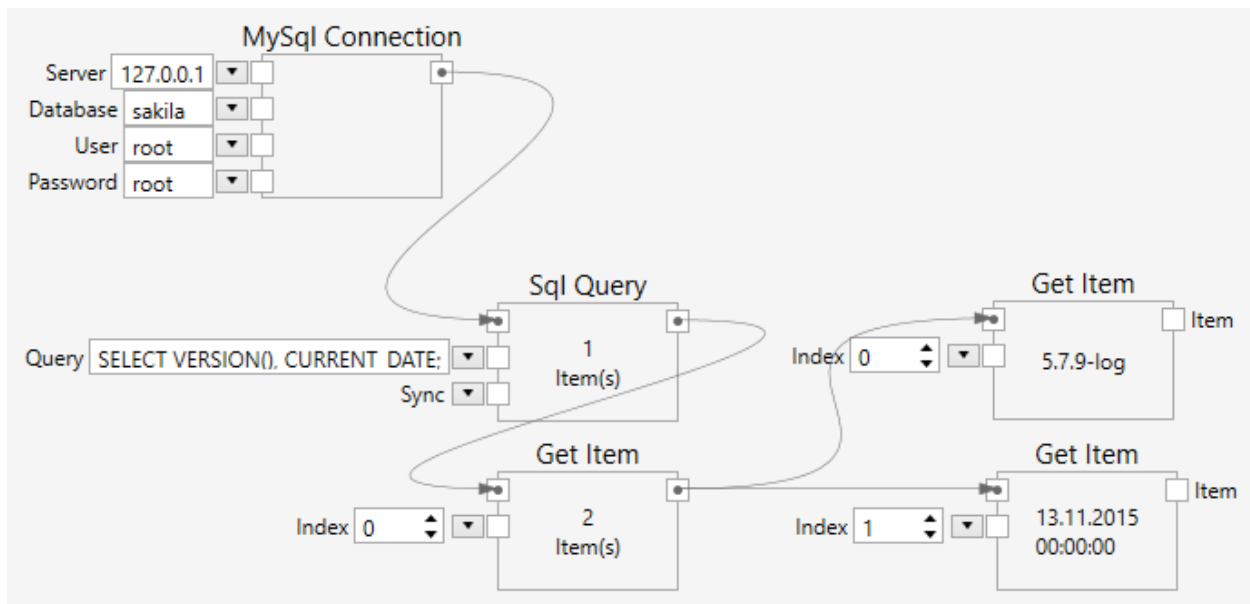 MySql Connection
Server 127.0.0.1
Database sakila
User root
Password root
Sql Query
Query SELECT VERSION(), CURRENT_DATE;
1
Item(s)
Sync
Get Item
Index 0
5.7.9-log
Item
Get Item
Index 0
2
Item(s)
Get Item
Index 1
13.11.2015
00:00:00
Item